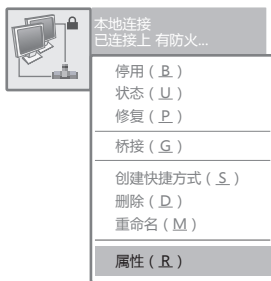 本地连接
已连接上 有防火...
停用（B）
状态（U）
修复（P）
桥接（G）
创建快捷方式（S）
删除（D）
重命名（M）
属性（R）